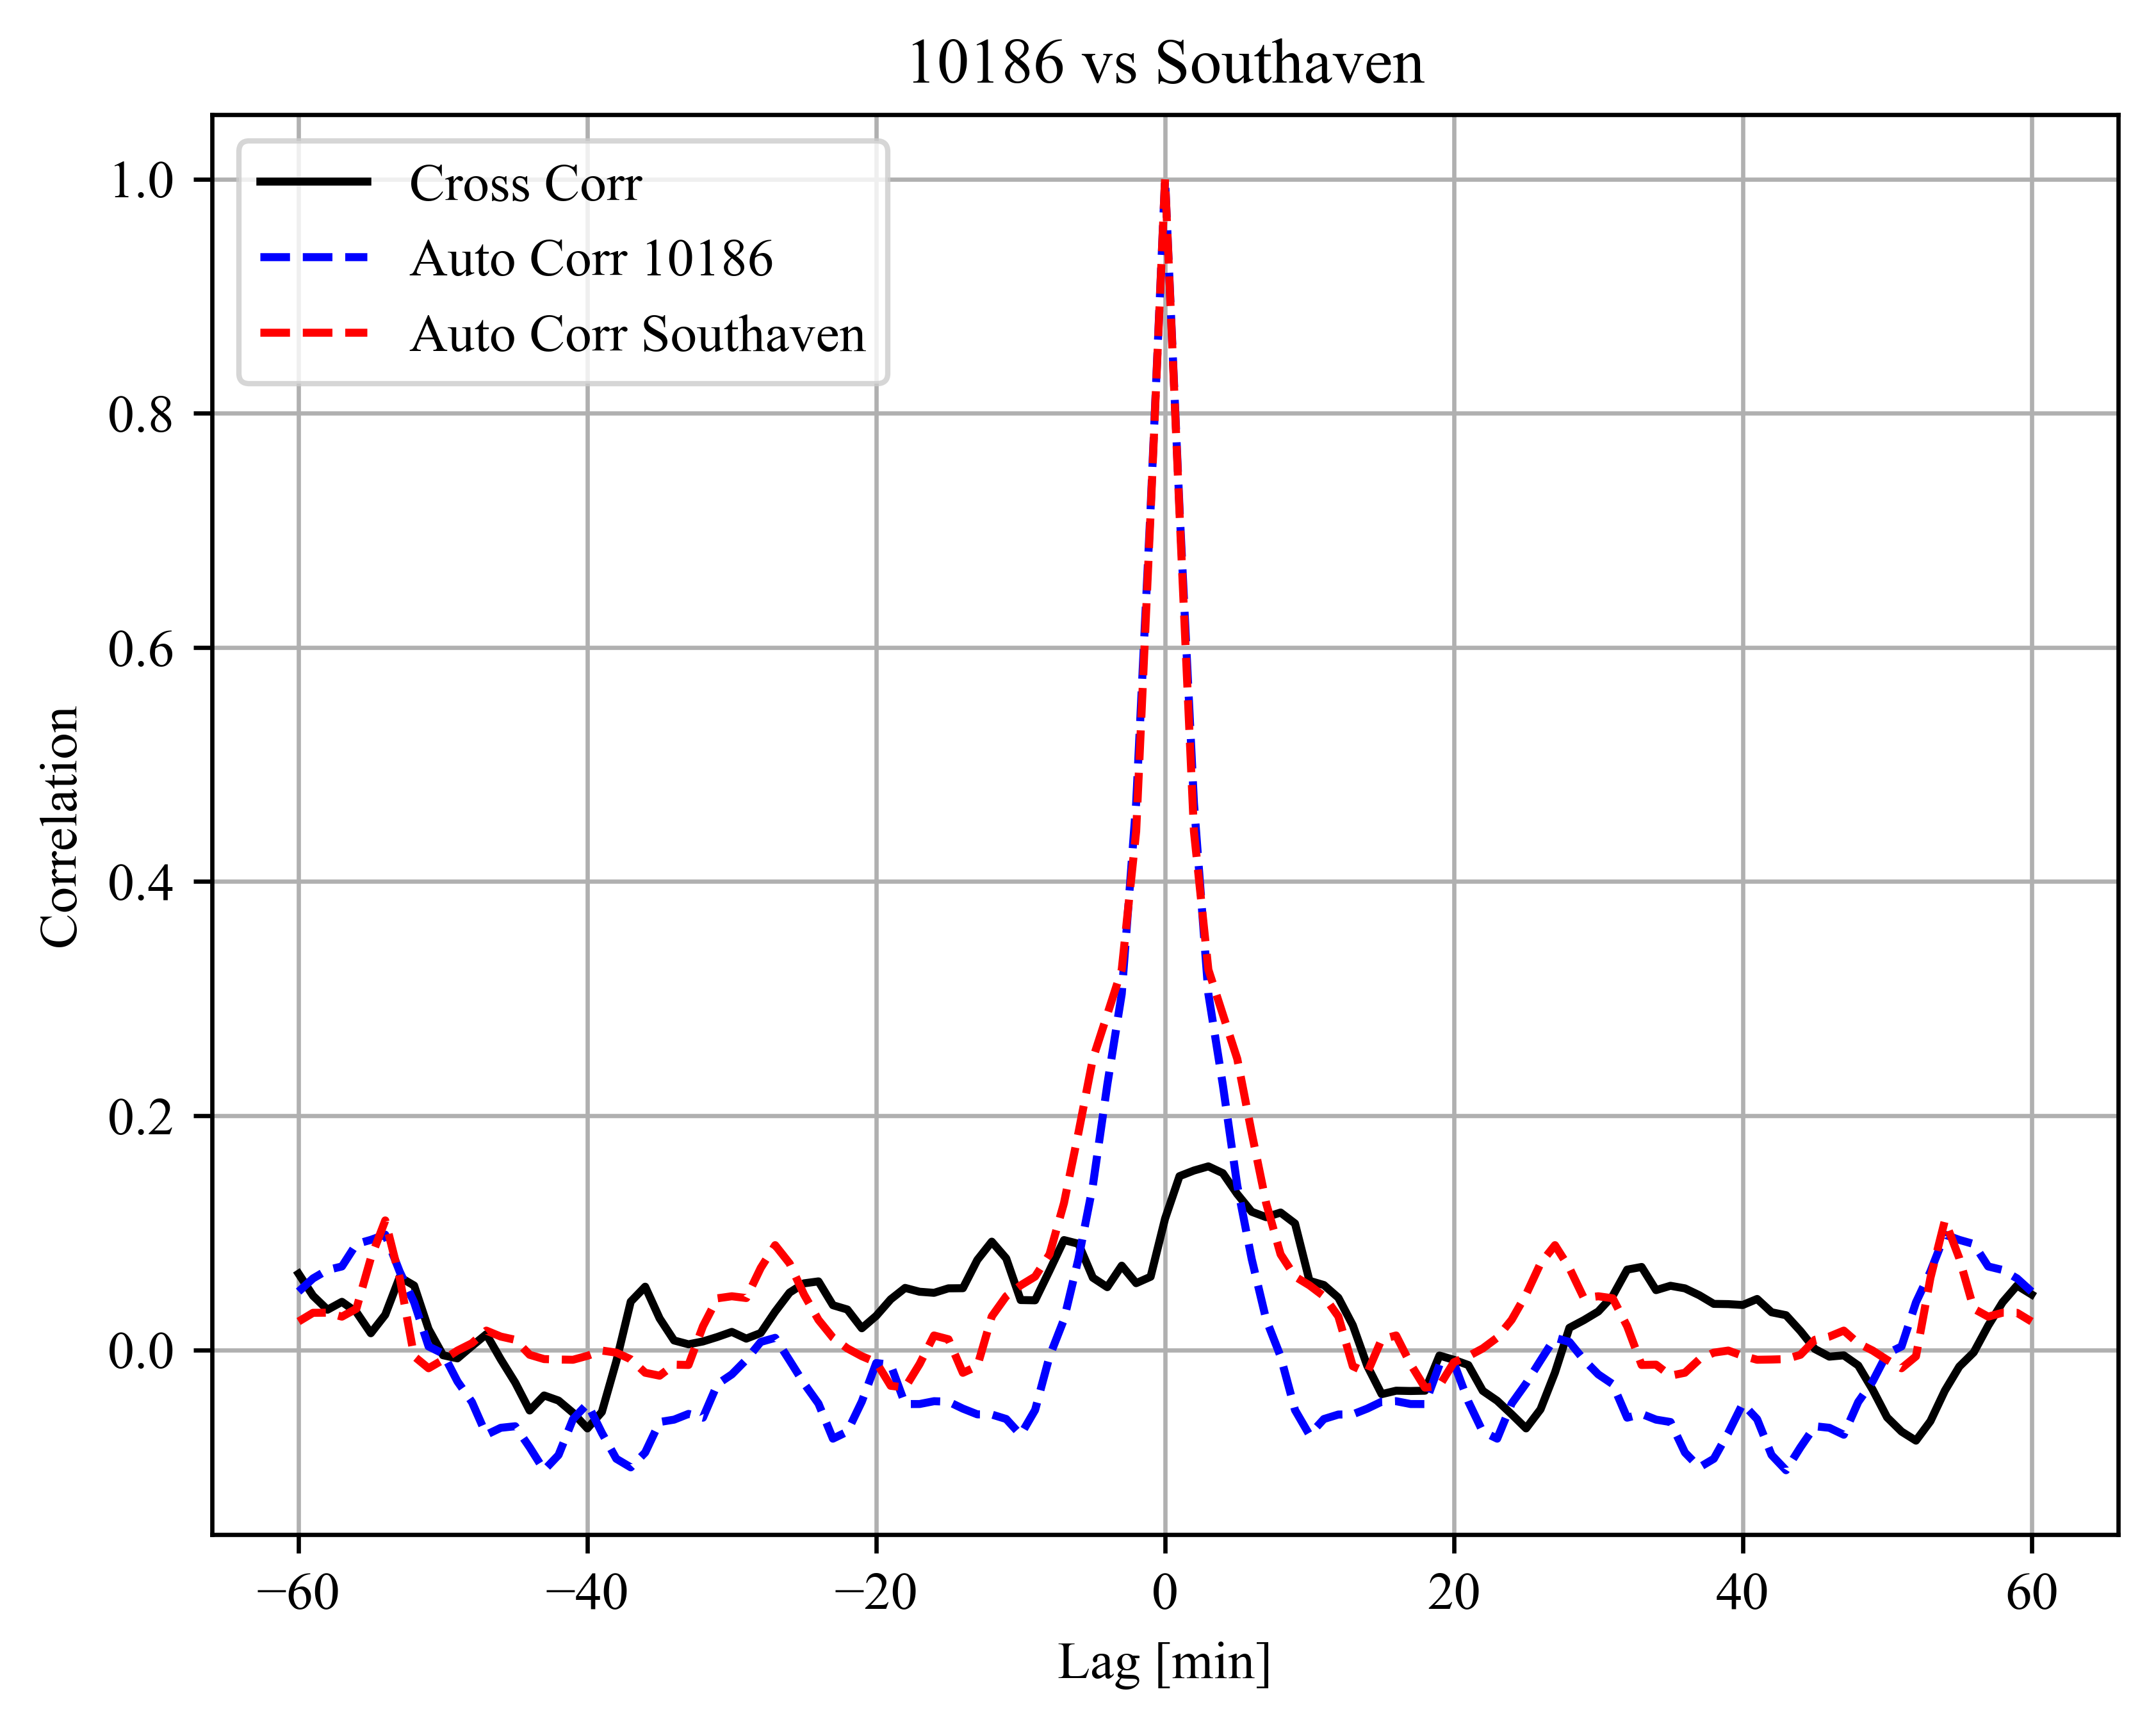 10186 vs Southaven
Cross Corr
Auto Corr 10186
Auto Corr Southaven
1.0
0.8
0.6
0.4
0.2
0.0
Correlation
−60 −40 −20 0 20 40 60
Lag [min]